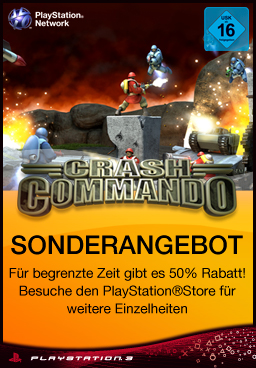 PlayStation®
Network
USK
16
CRASH
COMMANDO
SONDERANGEBOT
Für begrenzte Zeit gibt es 50% Rabatt!
Besuche den PlayStation®Store für
weitere Einzelheiten
PLAYSTATION 3